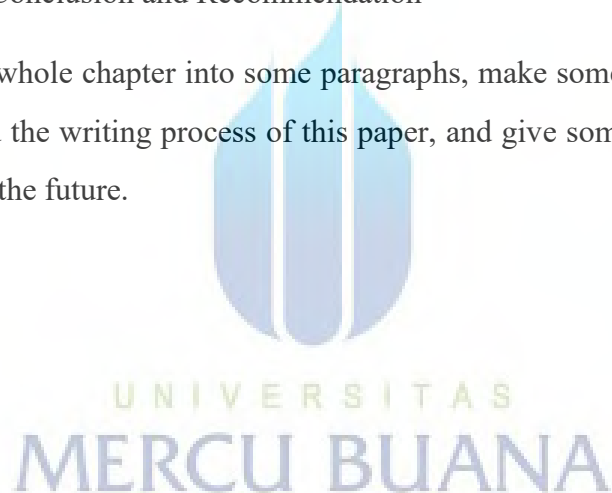 Conclusion and Recommendation
whole chapter into some paragraphs, make some
the writing process of this paper, and give som
the future.
UNIVERSITAS
MERCU BUANA